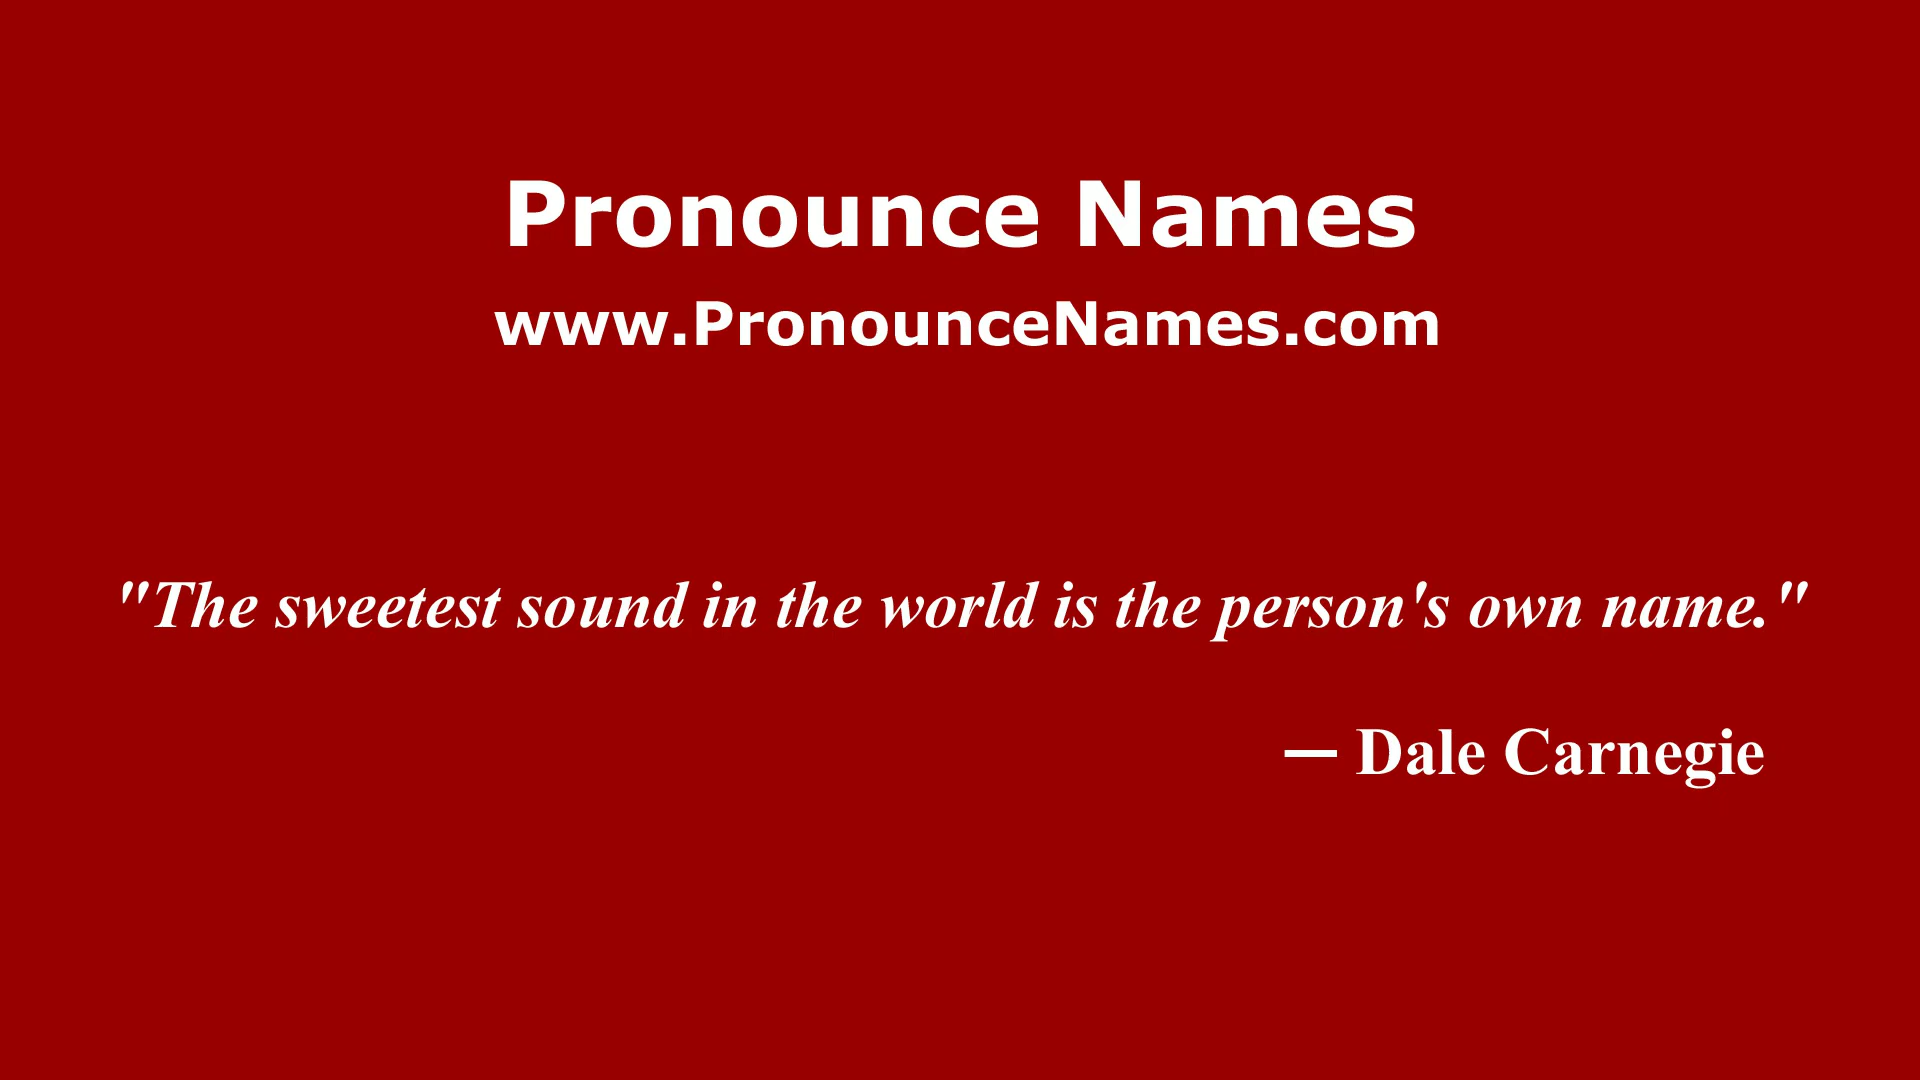 Pronounce Names
www.PronounceNames.com
"The sweetest sound in the world is the person's own name."
— Dale Carnegie